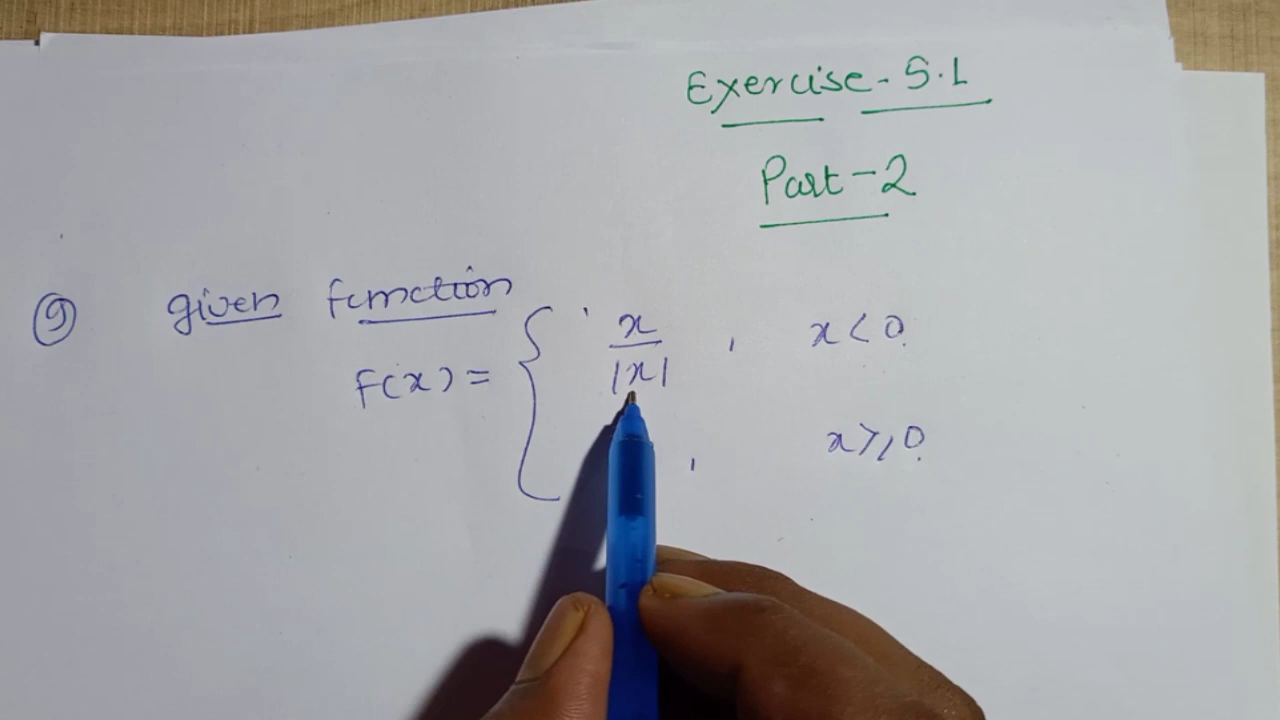 Exercise - 5.1
Part - 2
⑨ given function
f(x) = { x/|x| , x < 0.
, x ≥ 0.